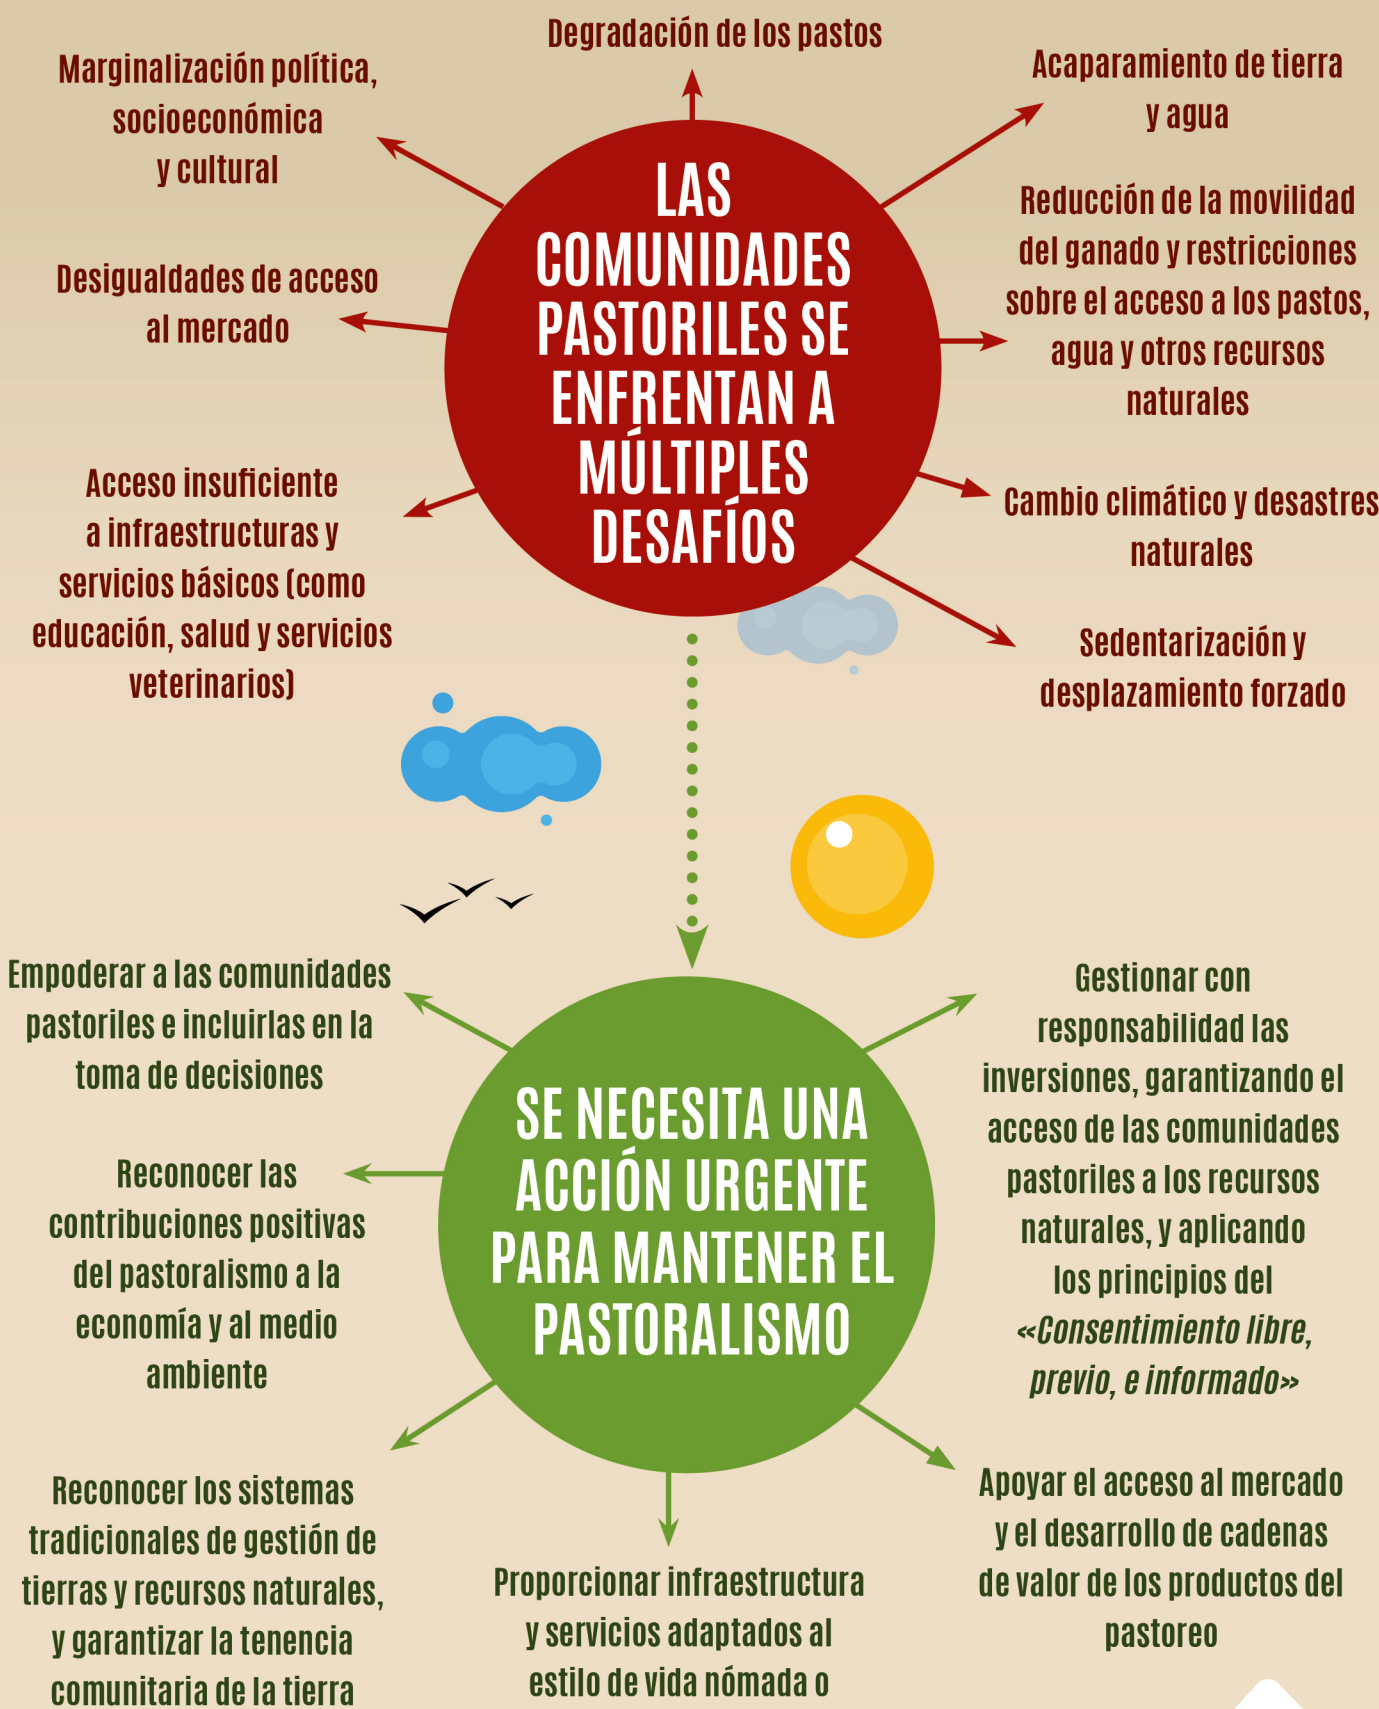 Degradación de los pastos
Marginalización política,
socioeconómica
y cultural
Acaparamiento de tierra
y agua
LAS
COMUNIDADES
PASTORILES SE
ENFRENTAN A
MÚLTIPLES
DESAFÍOS
Reducción de la movilidad
del ganado y restricciones
sobre el acceso a los pastos,
agua y otros recursos
naturales
Desigualdades de acceso
al mercado
Acceso insuficiente
a infraestructuras y
servicios básicos (como
educación, salud y servicios
veterinarios)
Cambio climático y desastres
naturales
Sedentarización y
desplazamiento forzado
Empoderar a las comunidades
pastoriles e incluirlas en la
toma de decisiones
Gestionar con
responsabilidad las
inversiones, garantizando el
acceso de las comunidades
pastoriles a los recursos
naturales, y aplicando
los principios del
«Consentimiento libre,
previo, e informado»
SE NECESITA UNA
ACCIÓN URGENTE
PARA MANTENER EL
PASTORALISMO
Reconocer las
contribuciones positivas
del pastoralismo a la
economía y al medio
ambiente
Reconocer los sistemas
tradicionales de gestión de
tierras y recursos naturales,
y garantizar la tenencia
comunitaria de la tierra
Proporcionar infraestructura
y servicios adaptados al
estilo de vida nómada o
Apoyar el acceso al mercado
y el desarrollo de cadenas
de valor de los productos del
pastoreo